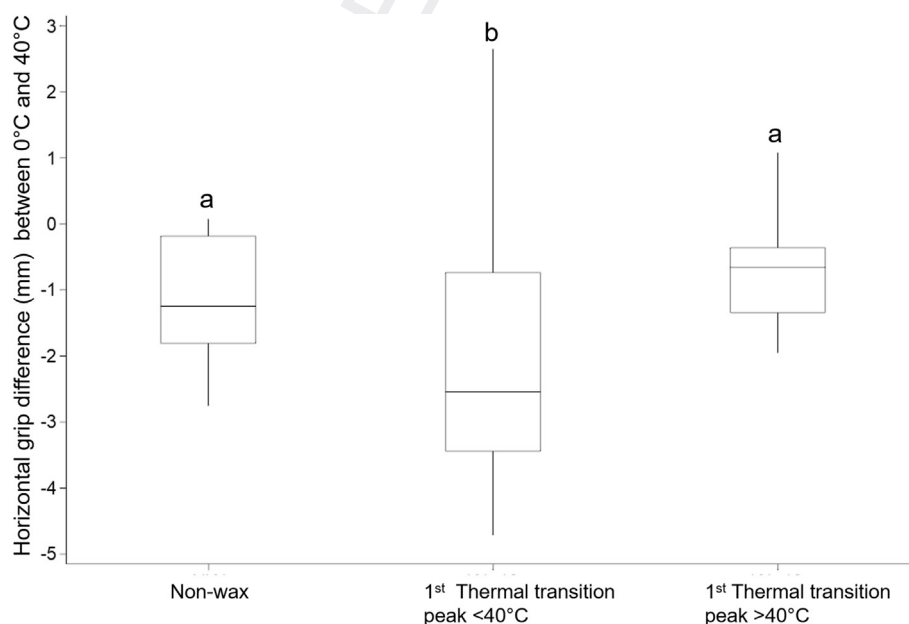 Horizontal grip difference (mm) between 0°C and 40°C
3
2
1
0
-1
-2
-3
-4
-5
a
b
a
Non-wax
1st Thermal transition
peak <40°C
1st Thermal transition
peak >40°C